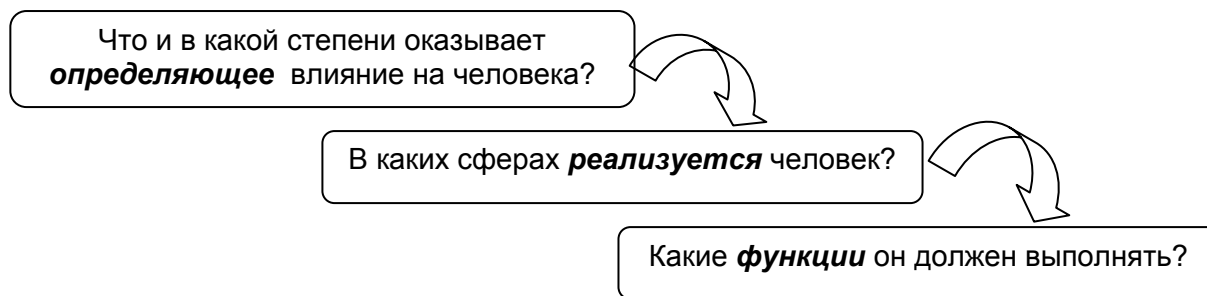 Что и в какой степени оказывает
определяющее влияние на человека?
В каких сферах реализуется человек?
Какие функции он должен выполнять?